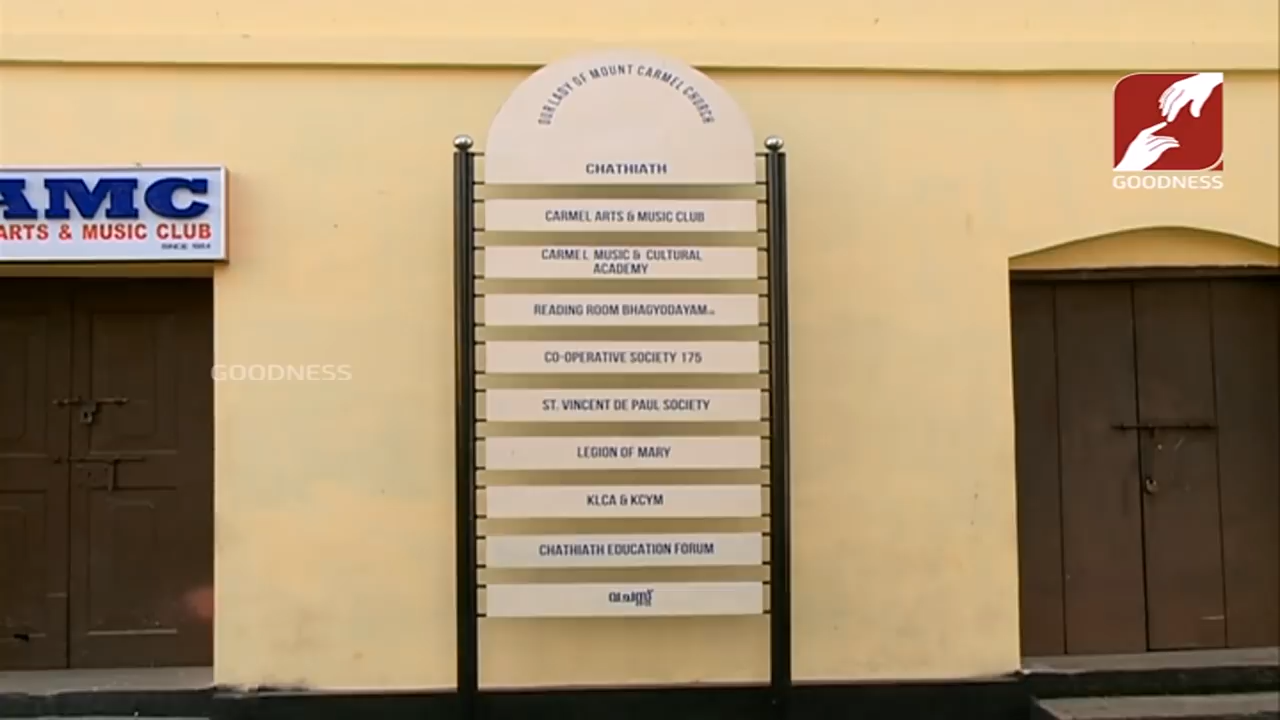 OUR LADY OF MOUNT CARMEL CHURCH
CHATHIATH
CARMEL ARTS & MUSIC CLUB
CARMEL MUSIC & CULTURAL
ACADEMY
READING ROOM BHAGYODAYAM
CO-OPERATIVE SOCIETY 175
ST. VINCENT DE PAUL SOCIETY
LEGION OF MARY
KLCA & KCYM
CHATHIATH EDUCATION FORUM
AMC
ARTS & MUSIC CLUB
SINCE 1984
GOODNESS
GOODNESS